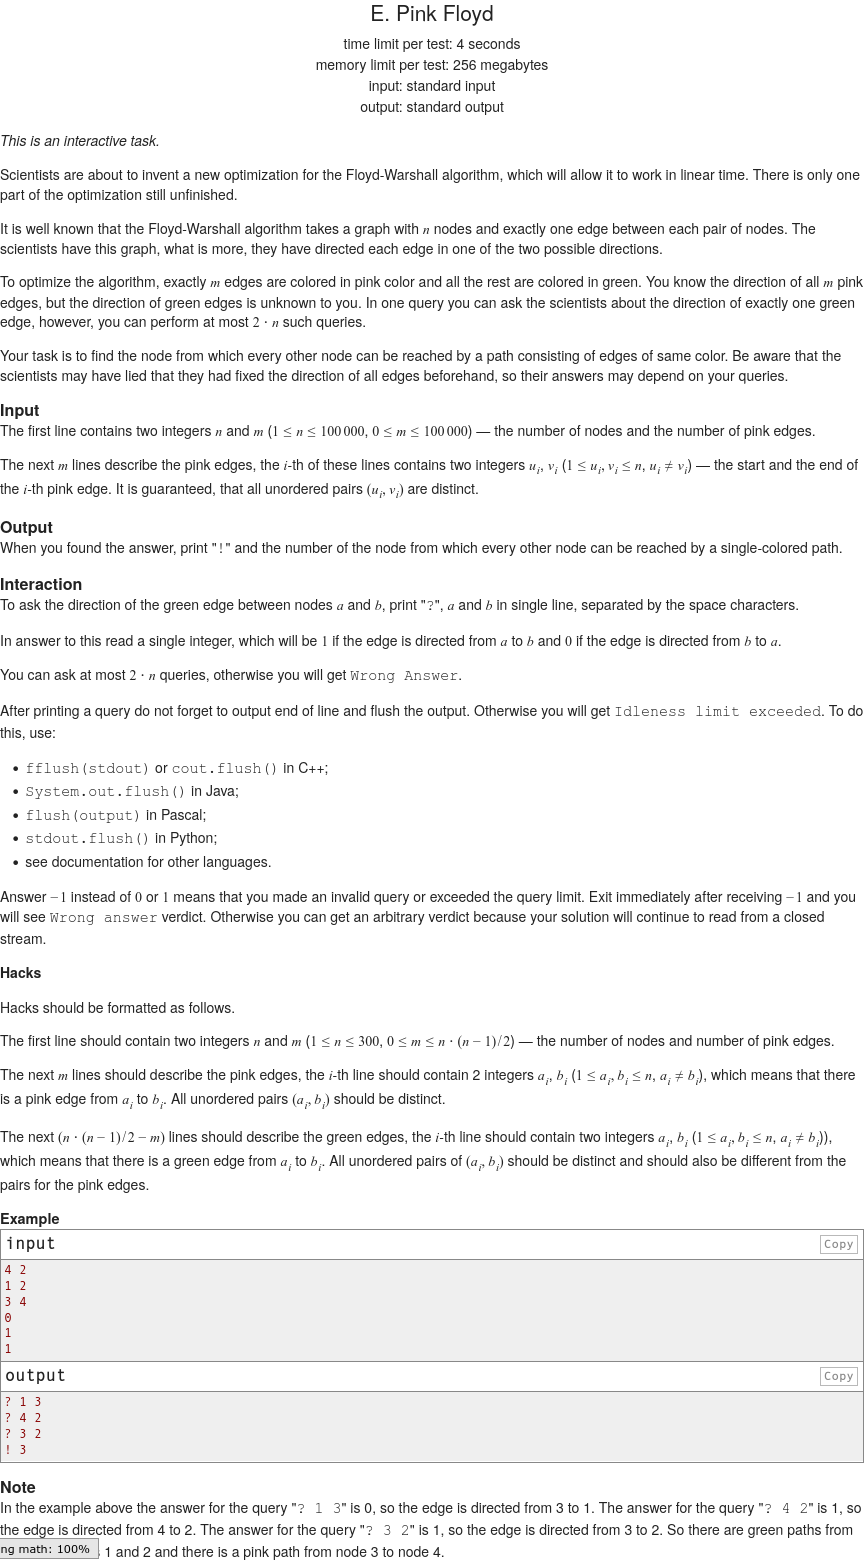 E. Pink Floyd
time limit per test: 4 seconds
memory limit per test: 256 megabytes
input: standard input
output: standard output
This is an interactive task.
Scientists are about to invent a new optimization for the Floyd-Warshall algorithm, which will allow it to work in linear time. There is only one
part of the optimization still unfinished.
It is well known that the Floyd-Warshall algorithm takes a graph with n nodes and exactly one edge between each pair of nodes. The
scientists have this graph, what is more, they have directed each edge in one of the two possible directions.
To optimize the algorithm, exactly m edges are colored in pink color and all the rest are colored in green. You know the direction of all m pink
edges, but the direction of green edges is unknown to you. In one query you can ask the scientists about the direction of exactly one green
edge, however, you can perform at most 2 · n such queries.
Your task is to find the node from which every other node can be reached by a path consisting of edges of same color. Be aware that the
scientists may have lied that they had fixed the direction of all edges beforehand, so their answers may depend on your queries.
Input
The first line contains two integers n and m (1 ≤ n ≤ 100 000, 0 ≤ m ≤ 100 000) — the number of nodes and the number of pink edges.
The next m lines describe the pink edges, the i-th of these lines contains two integers u_i, v_i (1 ≤ u_i, v_i ≤ n, u_i ≠ v_i) — the start and the end of
the i-th pink edge. It is guaranteed, that all unordered pairs (u_i, v_i) are distinct.
Output
When you found the answer, print "!" and the number of the node from which every other node can be reached by a single-colored path.
Interaction
To ask the direction of the green edge between nodes a and b, print "?", a and b in single line, separated by the space characters.
In answer to this read a single integer, which will be 1 if the edge is directed from a to b and 0 if the edge is directed from b to a.
You can ask at most 2 · n queries, otherwise you will get Wrong Answer.
After printing a query do not forget to output end of line and flush the output. Otherwise you will get Idleness limit exceeded. To do
this, use:
• fflush(stdout) or cout.flush() in C++;
• System.out.flush() in Java;
• flush(output) in Pascal;
• stdout.flush() in Python;
• see documentation for other languages.
Answer −1 instead of 0 or 1 means that you made an invalid query or exceeded the query limit. Exit immediately after receiving −1 and you
will see Wrong answer verdict. Otherwise you can get an arbitrary verdict because your solution will continue to read from a closed
stream.
Hacks
Hacks should be formatted as follows.
The first line should contain two integers n and m (1 ≤ n ≤ 300, 0 ≤ m ≤ n · (n − 1)/2) — the number of nodes and number of pink edges.
The next m lines should describe the pink edges, the i-th line should contain 2 integers a_i, b_i (1 ≤ a_i, b_i ≤ n, a_i ≠ b_i), which means that there
is a pink edge from a_i to b_i. All unordered pairs (a_i, b_i) should be distinct.
The next (n · (n − 1)/2 − m) lines should describe the green edges, the i-th line should contain two integers a_i, b_i (1 ≤ a_i, b_i ≤ n, a_i ≠ b_i)),
which means that there is a green edge from a_i to b_i. All unordered pairs of (a_i, b_i) should be distinct and should also be different from the
pairs for the pink edges.
Example
input
Copy
4 2
1 2
3 4
0
1
1
output
Copy
? 1 3
? 4 2
? 3 2
! 3
Note
In the example above the answer for the query "? 1 3" is 0, so the edge is directed from 3 to 1. The answer for the query "? 4 2" is 1, so
the edge is directed from 4 to 2. The answer for the query "? 3 2" is 1, so the edge is directed from 3 to 2. So there are green paths from
ng math: 100% 1 and 2 and there is a pink path from node 3 to node 4.